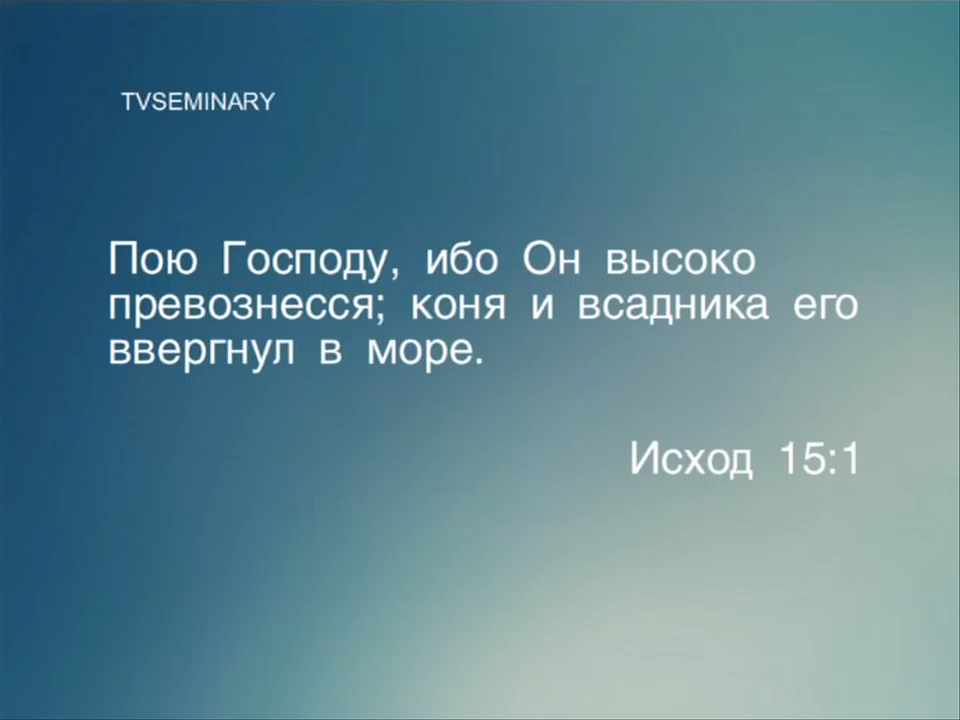 TVSEMINARY
Пою Господу, ибо Он высоко
превознесся; коня и всадника его
ввергнул в море.
Исход 15:1